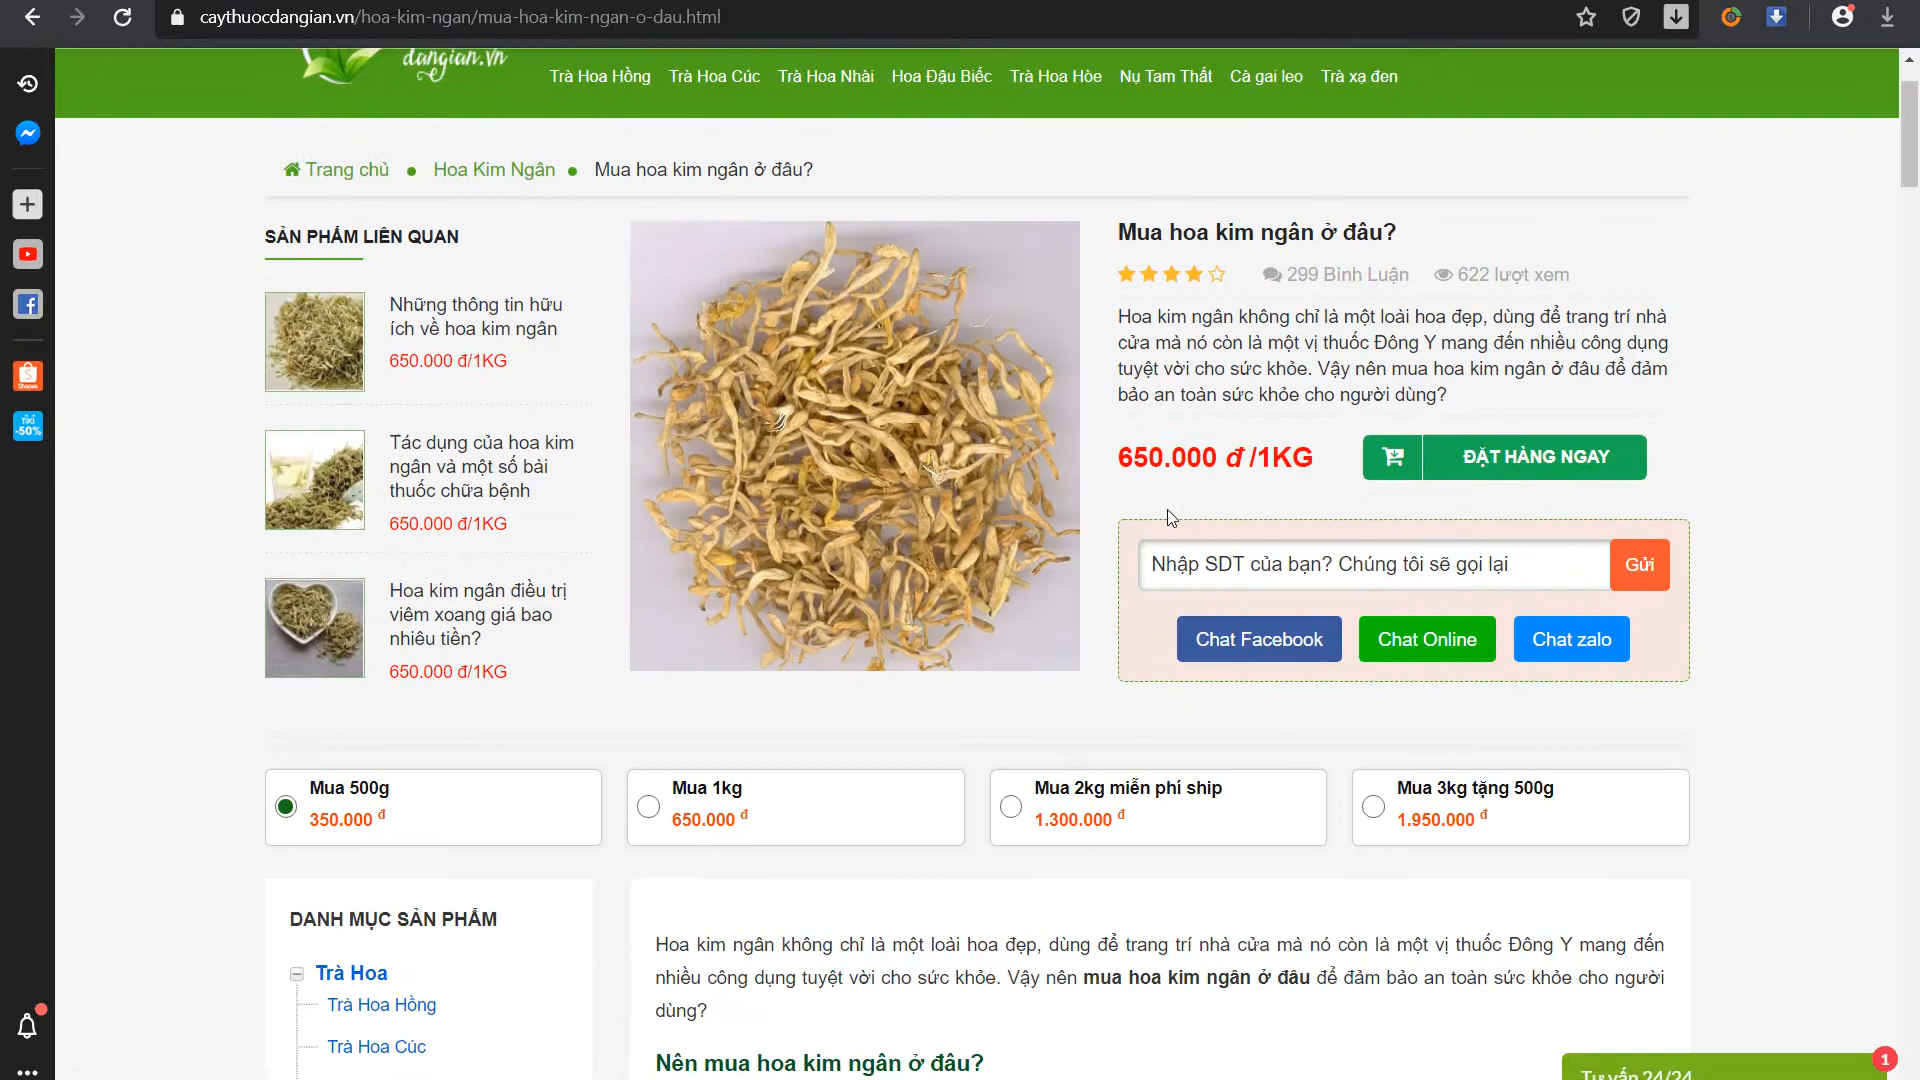 caythuocdangian.vn/hoa-kim-ngan/mua-hoa-kim-ngan-o-dau.html
dangian.vn
Trà Hoa Hồng Trà Hoa Cúc Trà Hoa Nhài Hoa Đậu Biếc Trà Hoa Hòe Nụ Tam Thất Cà gai leo Trà xạ đen
Trang chủ Hoa Kim Ngân Mua hoa kim ngân ở đâu?
SẢN PHẨM LIÊN QUAN
Những thông tin hữu
ích về hoa kim ngân
650.000 đ/1KG
Tác dụng của hoa kim
ngân và một số bài
thuốc chữa bệnh
650.000 đ/1KG
Hoa kim ngân điều trị
viêm xoang giá bao
nhiêu tiền?
650.000 đ/1KG
Mua hoa kim ngân ở đâu?
299 Bình Luận 622 lượt xem
Hoa kim ngân không chỉ là một loài hoa đẹp, dùng để trang trí nhà
cửa mà nó còn là một vị thuốc Đông Y mang đến nhiều công dụng
tuyệt vời cho sức khỏe. Vậy nên mua hoa kim ngân ở đâu để đảm
bảo an toàn sức khỏe cho người dùng?
650.000 đ /1KG
ĐẶT HÀNG NGAY
Nhập SDT của bạn? Chúng tôi sẽ gọi lại
Gửi
Chat Facebook
Chat Online
Chat zalo
Mua 500g
350.000 đ
Mua 1kg
650.000 đ
Mua 2kg miễn phí ship
1.300.000 đ
Mua 3kg tặng 500g
1.950.000 đ
DANH MỤC SẢN PHẨM
Trà Hoa
Trà Hoa Hồng
Trà Hoa Cúc
Hoa kim ngân không chỉ là một loài hoa đẹp, dùng để trang trí nhà cửa mà nó còn là một vị thuốc Đông Y mang đến
nhiều công dụng tuyệt vời cho sức khỏe. Vậy nên mua hoa kim ngân ở đâu để đảm bảo an toàn sức khỏe cho người
dùng?
Nên mua hoa kim ngân ở đâu?
Tư vấn 24/24
1
Shopee
TIKI
-50%